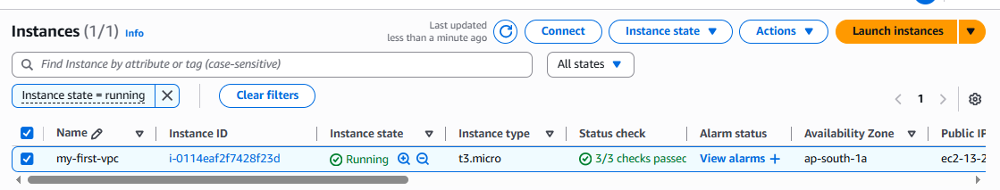 Instances (1/1) Info
Last updated
less than a minute ago
Connect
Instance state
Actions
Launch instances
Find Instance by attribute or tag (case-sensitive)
All states
Instance state = running
Clear filters
1
Name Instance ID Instance state Instance type Status check Alarm status Availability Zone Public IP
my-first-vpc i-0114eaf2f7428f23d Running t3.micro 3/3 checks passec View alarms + ap-south-1a ec2-13-2